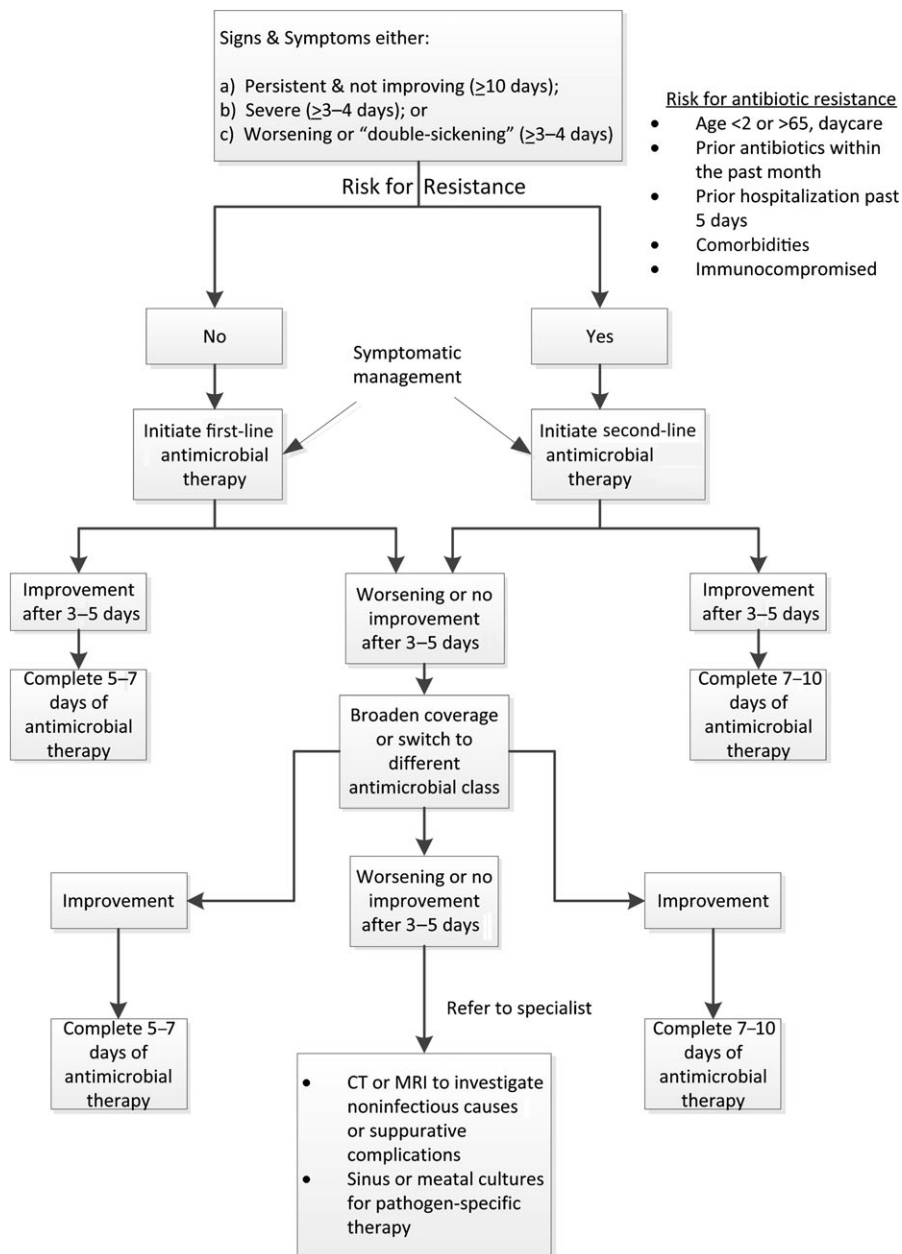 Signs & Symptoms either:
a) Persistent & not improving (≥10 days);
b) Severe (≥3–4 days); or
c) Worsening or “double-sickening” (≥3–4 days)
Risk for antibiotic resistance
• Age <2 or >65, daycare
• Prior antibiotics within
the past month
• Prior hospitalization past
5 days
• Comorbidities
• Immunocompromised
Risk for Resistance
No
Yes
Symptomatic
management
Initiate first-line
antimicrobial
therapy
Initiate second-line
antimicrobial
therapy
Improvement
after 3–5 days
Worsening or no
improvement
after 3–5 days
Improvement
after 3–5 days
Complete 5–7
days of
antimicrobial
therapy
Broaden coverage
or switch to
different
antimicrobial class
Complete 7–10
days of
antimicrobial
therapy
Improvement
Worsening or no
improvement
after 3–5 days
Improvement
Refer to specialist
Complete 5–7
days of
antimicrobial
therapy
• CT or MRI to investigate
noninfectious causes
or suppurative
complications
• Sinus or meatal cultures
for pathogen-specific
therapy
Complete 7–10
days of
antimicrobial
therapy